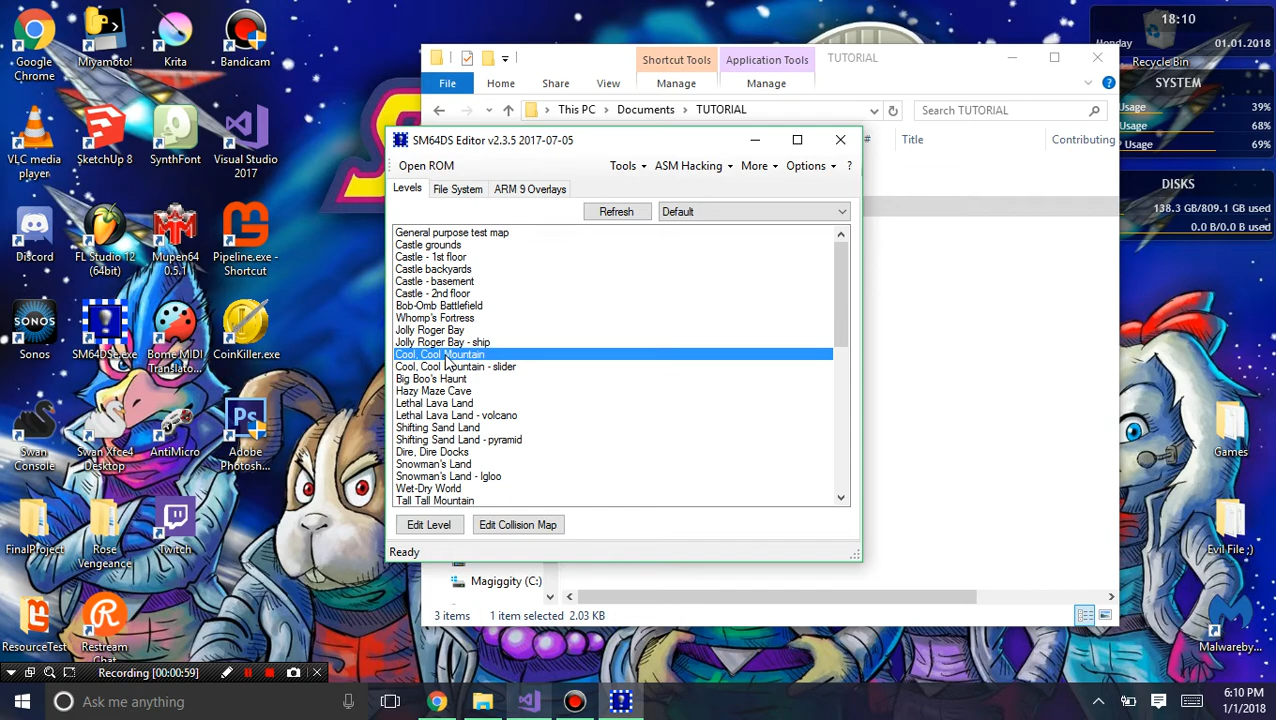 Google Chrome
Miyamoto!
Krita
Bandicam
VLC media player
SketchUp 8
SynthFont
Visual Studio 2017
Discord
FL Studio 12 (64bit)
Mupen64 0.5.1
Pipeline.exe - Shortcut
Sonos
SM64DSe.exe
Bome MIDI Translato...
CoinKiller.exe
Swan Console
Swan Xfce4 Desktop
AntiMicro
Adobe Photosh...
FinalProject
Rose Vengeance
Twitch
ResourceTest
Restream Chat
Shortcut Tools
Application Tools
TUTORIAL
File
Home
Share
View
Manage
Manage
This PC > Documents > TUTORIAL
Search TUTORIAL
#
Title
Contributing
SM64DS Editor v2.3.5 2017-07-05
Open ROM
Tools
ASM Hacking
More
Options
?
Levels
File System
ARM 9 Overlays
Refresh
Default
General purpose test map
Castle grounds
Castle - 1st floor
Castle backyards
Castle - basement
Castle - 2nd floor
Bob-Omb Battlefield
Whomp's Fortress
Jolly Roger Bay
Jolly Roger Bay - ship
Cool, Cool Mountain
Cool, Cool Mountain - slider
Big Boo's Haunt
Hazy Maze Cave
Lethal Lava Land
Lethal Lava Land - volcano
Shifting Sand Land
Shifting Sand Land - pyramid
Dire, Dire Docks
Snowman's Land
Snowman's Land - Igloo
Wet-Dry World
Tall Tall Mountain
Edit Level
Edit Collision Map
Ready
Magiggity (C:)
3 items
1 item selected 2.03 KB
18:10
Monday
01.01.2018
Recycle Bin
SYSTEM
Usage 39%
Usage 68%
Usage 69%
DISKS
138.3 GB/809.1 GB used
0.0 B/0.0 B used
Games
Evil File ;)
Malwareby...
Recording [00:00:59]
Ask me anything
6:10 PM
1/1/2018